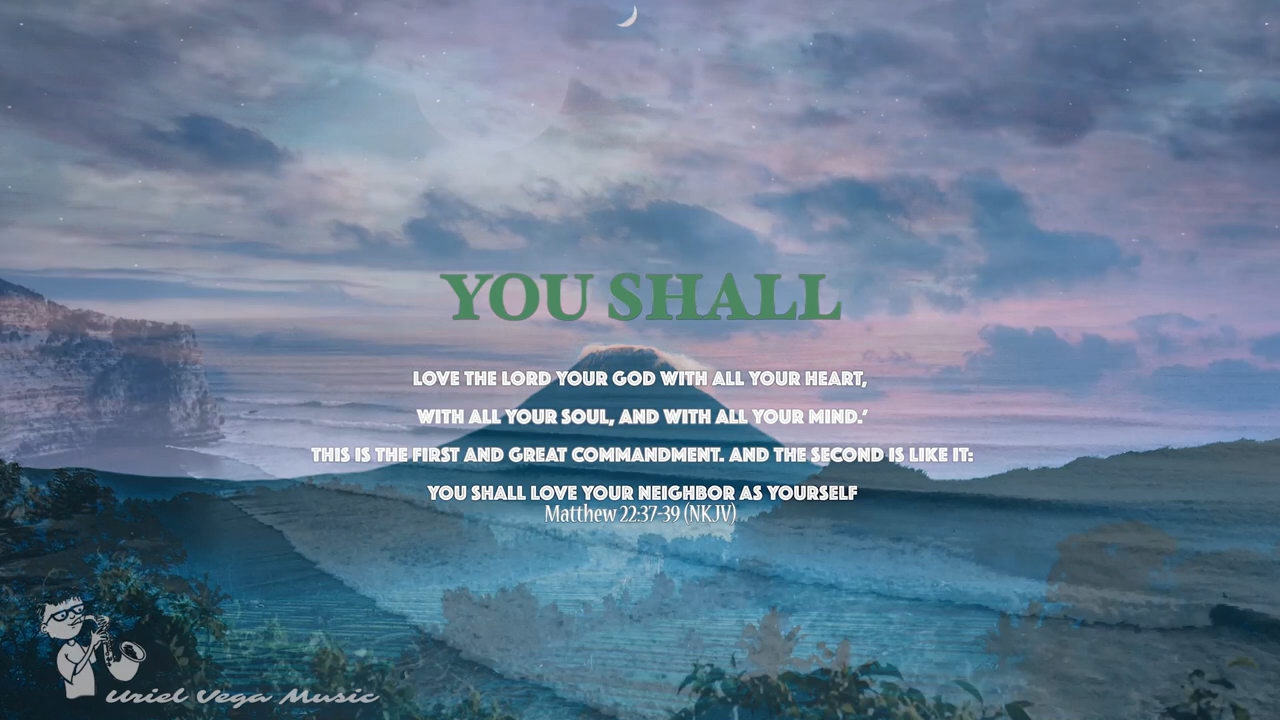 YOU SHALL
LOVE THE LORD YOUR GOD WITH ALL YOUR HEART,
WITH ALL YOUR SOUL, AND WITH ALL YOUR MIND.’
THIS IS THE FIRST AND GREAT COMMANDMENT. AND THE SECOND IS LIKE IT:
YOU SHALL LOVE YOUR NEIGHBOR AS YOURSELF
Matthew 22:37-39 (NKJV)
Uriel Vega Music